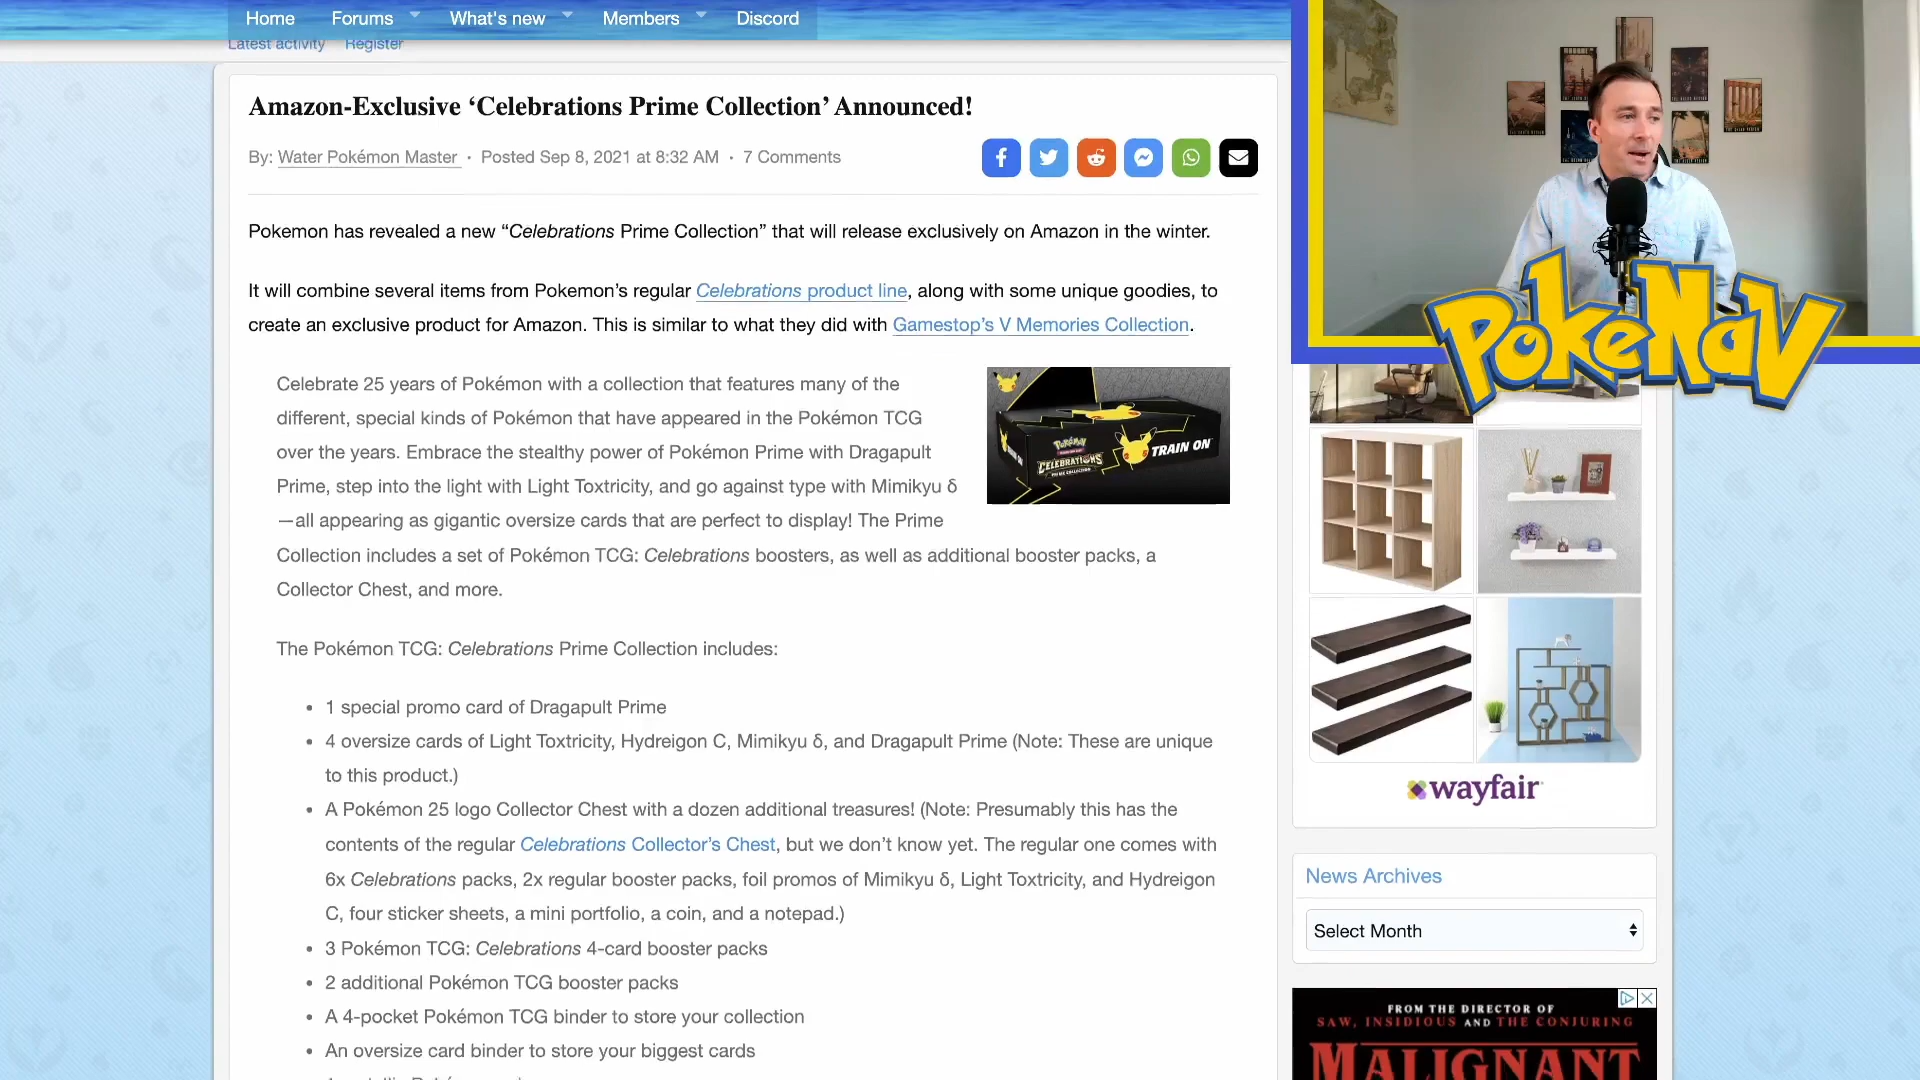 Home Forums What's new Members Discord
Latest activity Register
Amazon-Exclusive ‘Celebrations Prime Collection’ Announced!
By: Water Pokémon Master · Posted Sep 8, 2021 at 8:32 AM · 7 Comments
Pokemon has revealed a new “Celebrations Prime Collection” that will release exclusively on Amazon in the winter.
It will combine several items from Pokemon’s regular Celebrations product line, along with some unique goodies, to
create an exclusive product for Amazon. This is similar to what they did with Gamestop’s V Memories Collection.
Celebrate 25 years of Pokémon with a collection that features many of the
different, special kinds of Pokémon that have appeared in the Pokémon TCG
over the years. Embrace the stealthy power of Pokémon Prime with Dragapult
Prime, step into the light with Light Toxtricity, and go against type with Mimikyu δ
—all appearing as gigantic oversize cards that are perfect to display! The Prime
Collection includes a set of Pokémon TCG: Celebrations boosters, as well as additional booster packs, a
Collector Chest, and more.
Pokémon
CELEBRATIONS
PRIME COLLECTION
TRAIN ON
The Pokémon TCG: Celebrations Prime Collection includes:
• 1 special promo card of Dragapult Prime
• 4 oversize cards of Light Toxtricity, Hydreigon C, Mimikyu δ, and Dragapult Prime (Note: These are unique
to this product.)
• A Pokémon 25 logo Collector Chest with a dozen additional treasures! (Note: Presumably this has the
contents of the regular Celebrations Collector’s Chest, but we don’t know yet. The regular one comes with
6x Celebrations packs, 2x regular booster packs, foil promos of Mimikyu δ, Light Toxtricity, and Hydreigon
C, four sticker sheets, a mini portfolio, a coin, and a notepad.)
• 3 Pokémon TCG: Celebrations 4-card booster packs
• 2 additional Pokémon TCG booster packs
• A 4-pocket Pokémon TCG binder to store your collection
• An oversize card binder to store your biggest cards
PokeNav
wayfair
News Archives
Select Month
FROM THE DIRECTOR OF
SAW, INSIDIOUS AND THE CONJURING
MALIGNANT